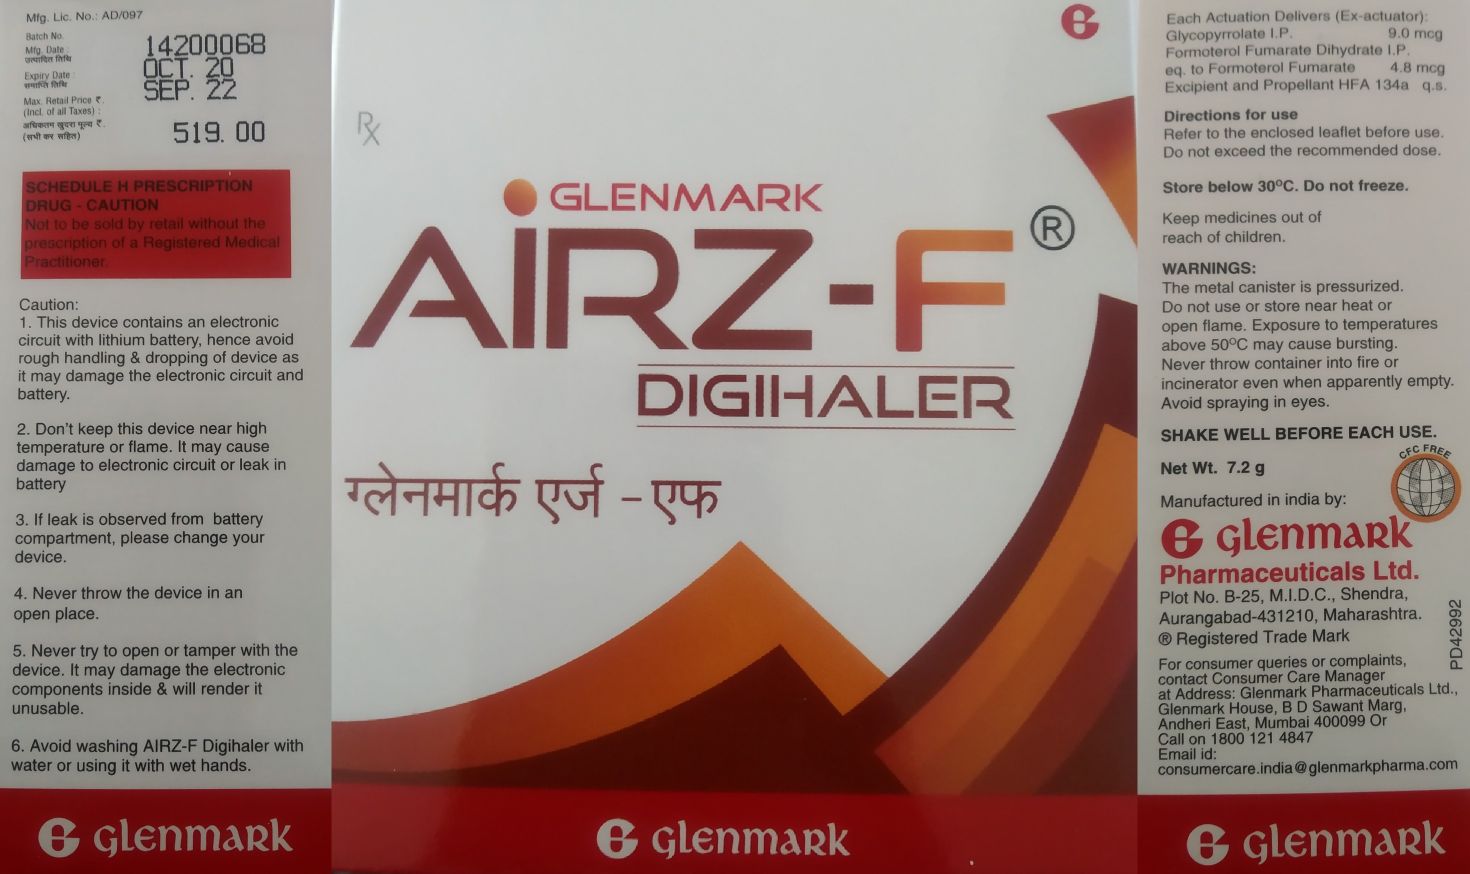 Mfg. Lic. No.: AD/097
Batch No. 14200068
Mfg. Date : OCT. 20
उत्पादित तिथि
Expiry Date : SEP. 22
समाप्ति तिथि
Max. Retail Price ₹.
(Incl. of all Taxes) :
अधिकतम खुदरा मूल्य ₹. 519.00
(सभी कर सहित)
SCHEDULE H PRESCRIPTION
DRUG - CAUTION
Not to be sold by retail without the
prescription of a Registered Medical
Practitioner.
Caution:
1. This device contains an electronic
circuit with lithium battery, hence avoid
rough handling & dropping of device as
it may damage the electronic circuit and
battery.
2. Don't keep this device near high
temperature or flame. It may cause
damage to electronic circuit or leak in
battery
3. If leak is observed from battery
compartment, please change your
device.
4. Never throw the device in an
open place.
5. Never try to open or tamper with the
device. It may damage the electronic
components inside & will render it
unusable.
6. Avoid washing AIRZ-F Digihaler with
water or using it with wet hands.
glenmark
Rx
GLENMARK
AIRZ-F ®
DIGIHALER
ग्लेनमार्क एर्ज - एफ
glenmark
Each Actuation Delivers (Ex-actuator):
Glycopyrrolate I.P. 9.0 mcg
Formoterol Fumarate Dihydrate I.P.
eq. to Formoterol Fumarate 4.8 mcg
Excipient and Propellant HFA 134a q.s.
Directions for use
Refer to the enclosed leaflet before use.
Do not exceed the recommended dose.
Store below 30°C. Do not freeze.
Keep medicines out of
reach of children.
WARNINGS:
The metal canister is pressurized.
Do not use or store near heat or
open flame. Exposure to temperatures
above 50°C may cause bursting.
Never throw container into fire or
incinerator even when apparently empty.
Avoid spraying in eyes.
SHAKE WELL BEFORE EACH USE.
CFC FREE
Net Wt. 7.2 g
Manufactured in india by:
glenmark
Pharmaceuticals Ltd.
Plot No. B-25, M.I.D.C., Shendra,
Aurangabad-431210, Maharashtra.
® Registered Trade Mark
PD42992
For consumer queries or complaints,
contact Consumer Care Manager
at Address: Glenmark Pharmaceuticals Ltd.,
Glenmark House, B D Sawant Marg,
Andheri East, Mumbai 400099 Or
Call on 1800 121 4847
Email id:
consumercare.india@glenmarkpharma.com
glenmark